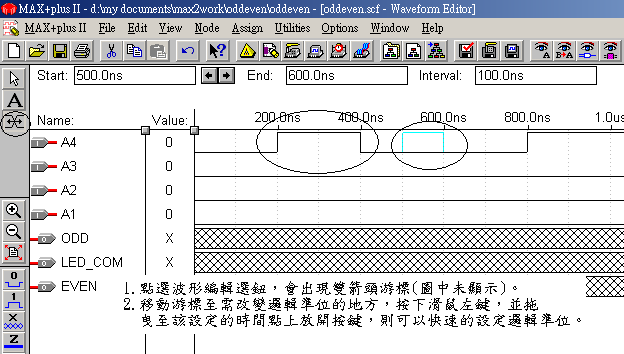 MAX+plus II - d:\my documents\max2work\oddeven\oddeven - [oddeven.scf - Waveform Editor]
MAX+plus II File Edit View Node Assign Utilities Options Window Help
Start: 500.0ns End: 600.0ns Interval: 100.0ns
Name: Value: 200.0ns 400.0ns 600.0ns 800.0ns 1.0u
A4 0
A3 0
A2 0
A1 0
ODD X
LED_COM X
EVEN
1. 點選波形編輯選鈕，會出現雙箭頭游標(圖中未顯示)。
2. 移動游標至需改變邏輯準位的地方，按下滑鼠左鍵，並拖
曳至該設定的時間點上放開按鍵，則可以快速的設定邏輯準位。